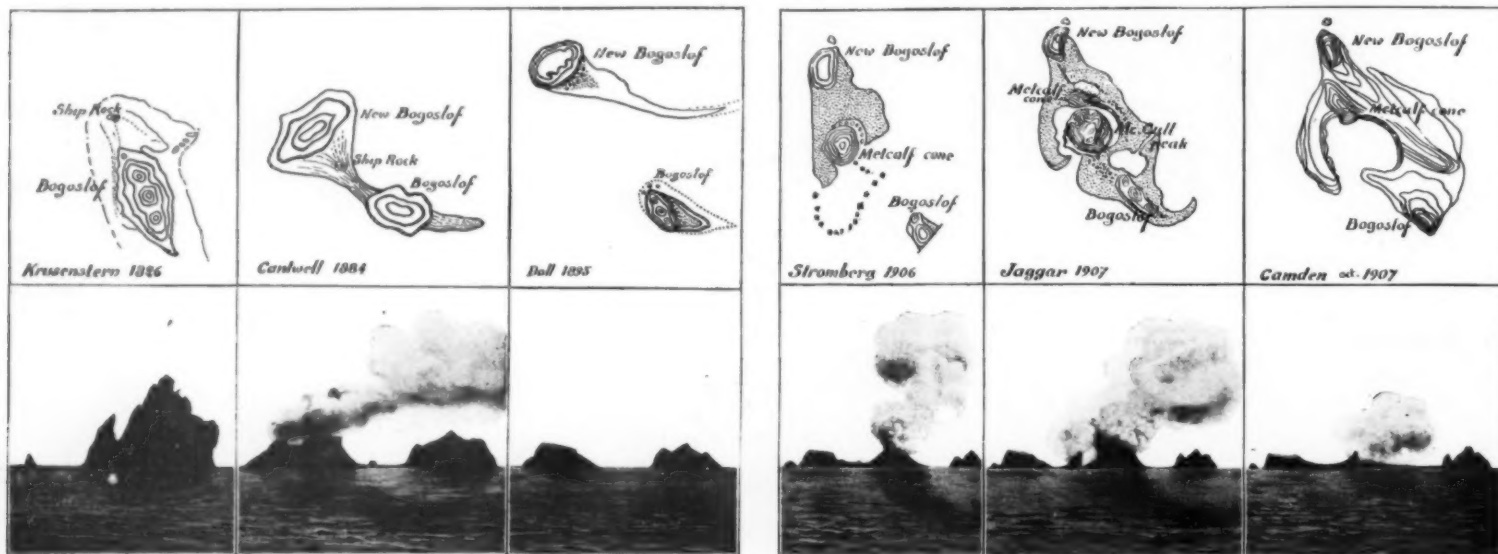 Ship Rock
Bogoslof
Krusenstern 1826
New Bogoslof
Ship Rock
Bogoslof
Cantwell 1884
New Bogoslof
Bogoslof
Dall 1895
New Bogoslof
Metcalf cone
Bogoslof
Stromberg 1906
New Bogoslof
Metcalf
cone
Mc.Cull
peak
Bogoslof
Jaggar 1907
New Bogoslof
Metcalf cone
Bogoslof
Camden oct. 1907